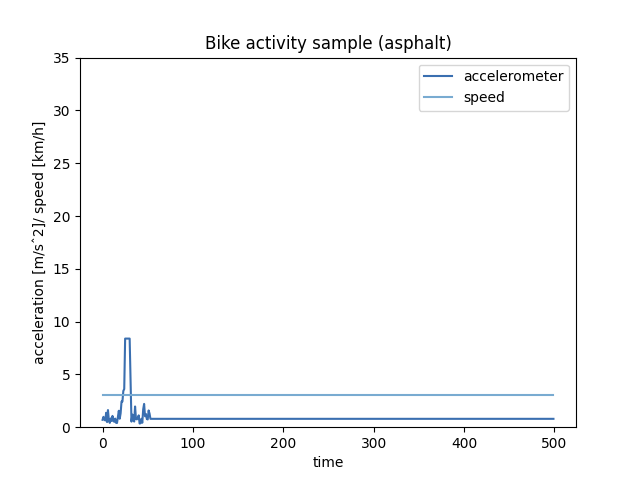 Bike activity sample (asphalt)
accelerometer
speed
35
30
25
20
15
10
5
0
acceleration [m/sˆ2]/ speed [km/h]
0 100 200 300 400 500
time